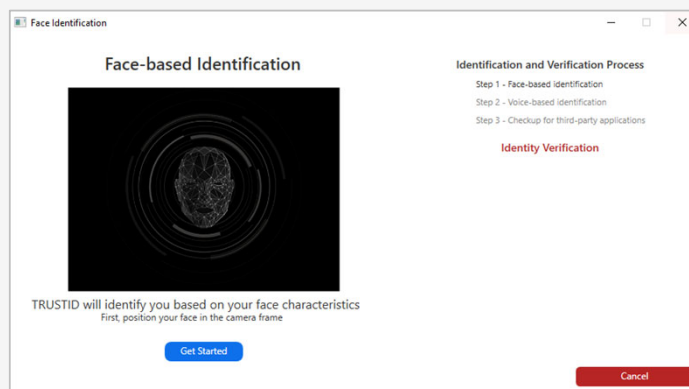 Face Identification
Face-based Identification
TRUSTID will identify you based on your face characteristics
First, position your face in the camera frame
Get Started
Identification and Verification Process
Step 1 - Face-based identification
Step 2 - Voice-based identification
Step 3 - Checkup for third-party applications
Identity Verification
Cancel